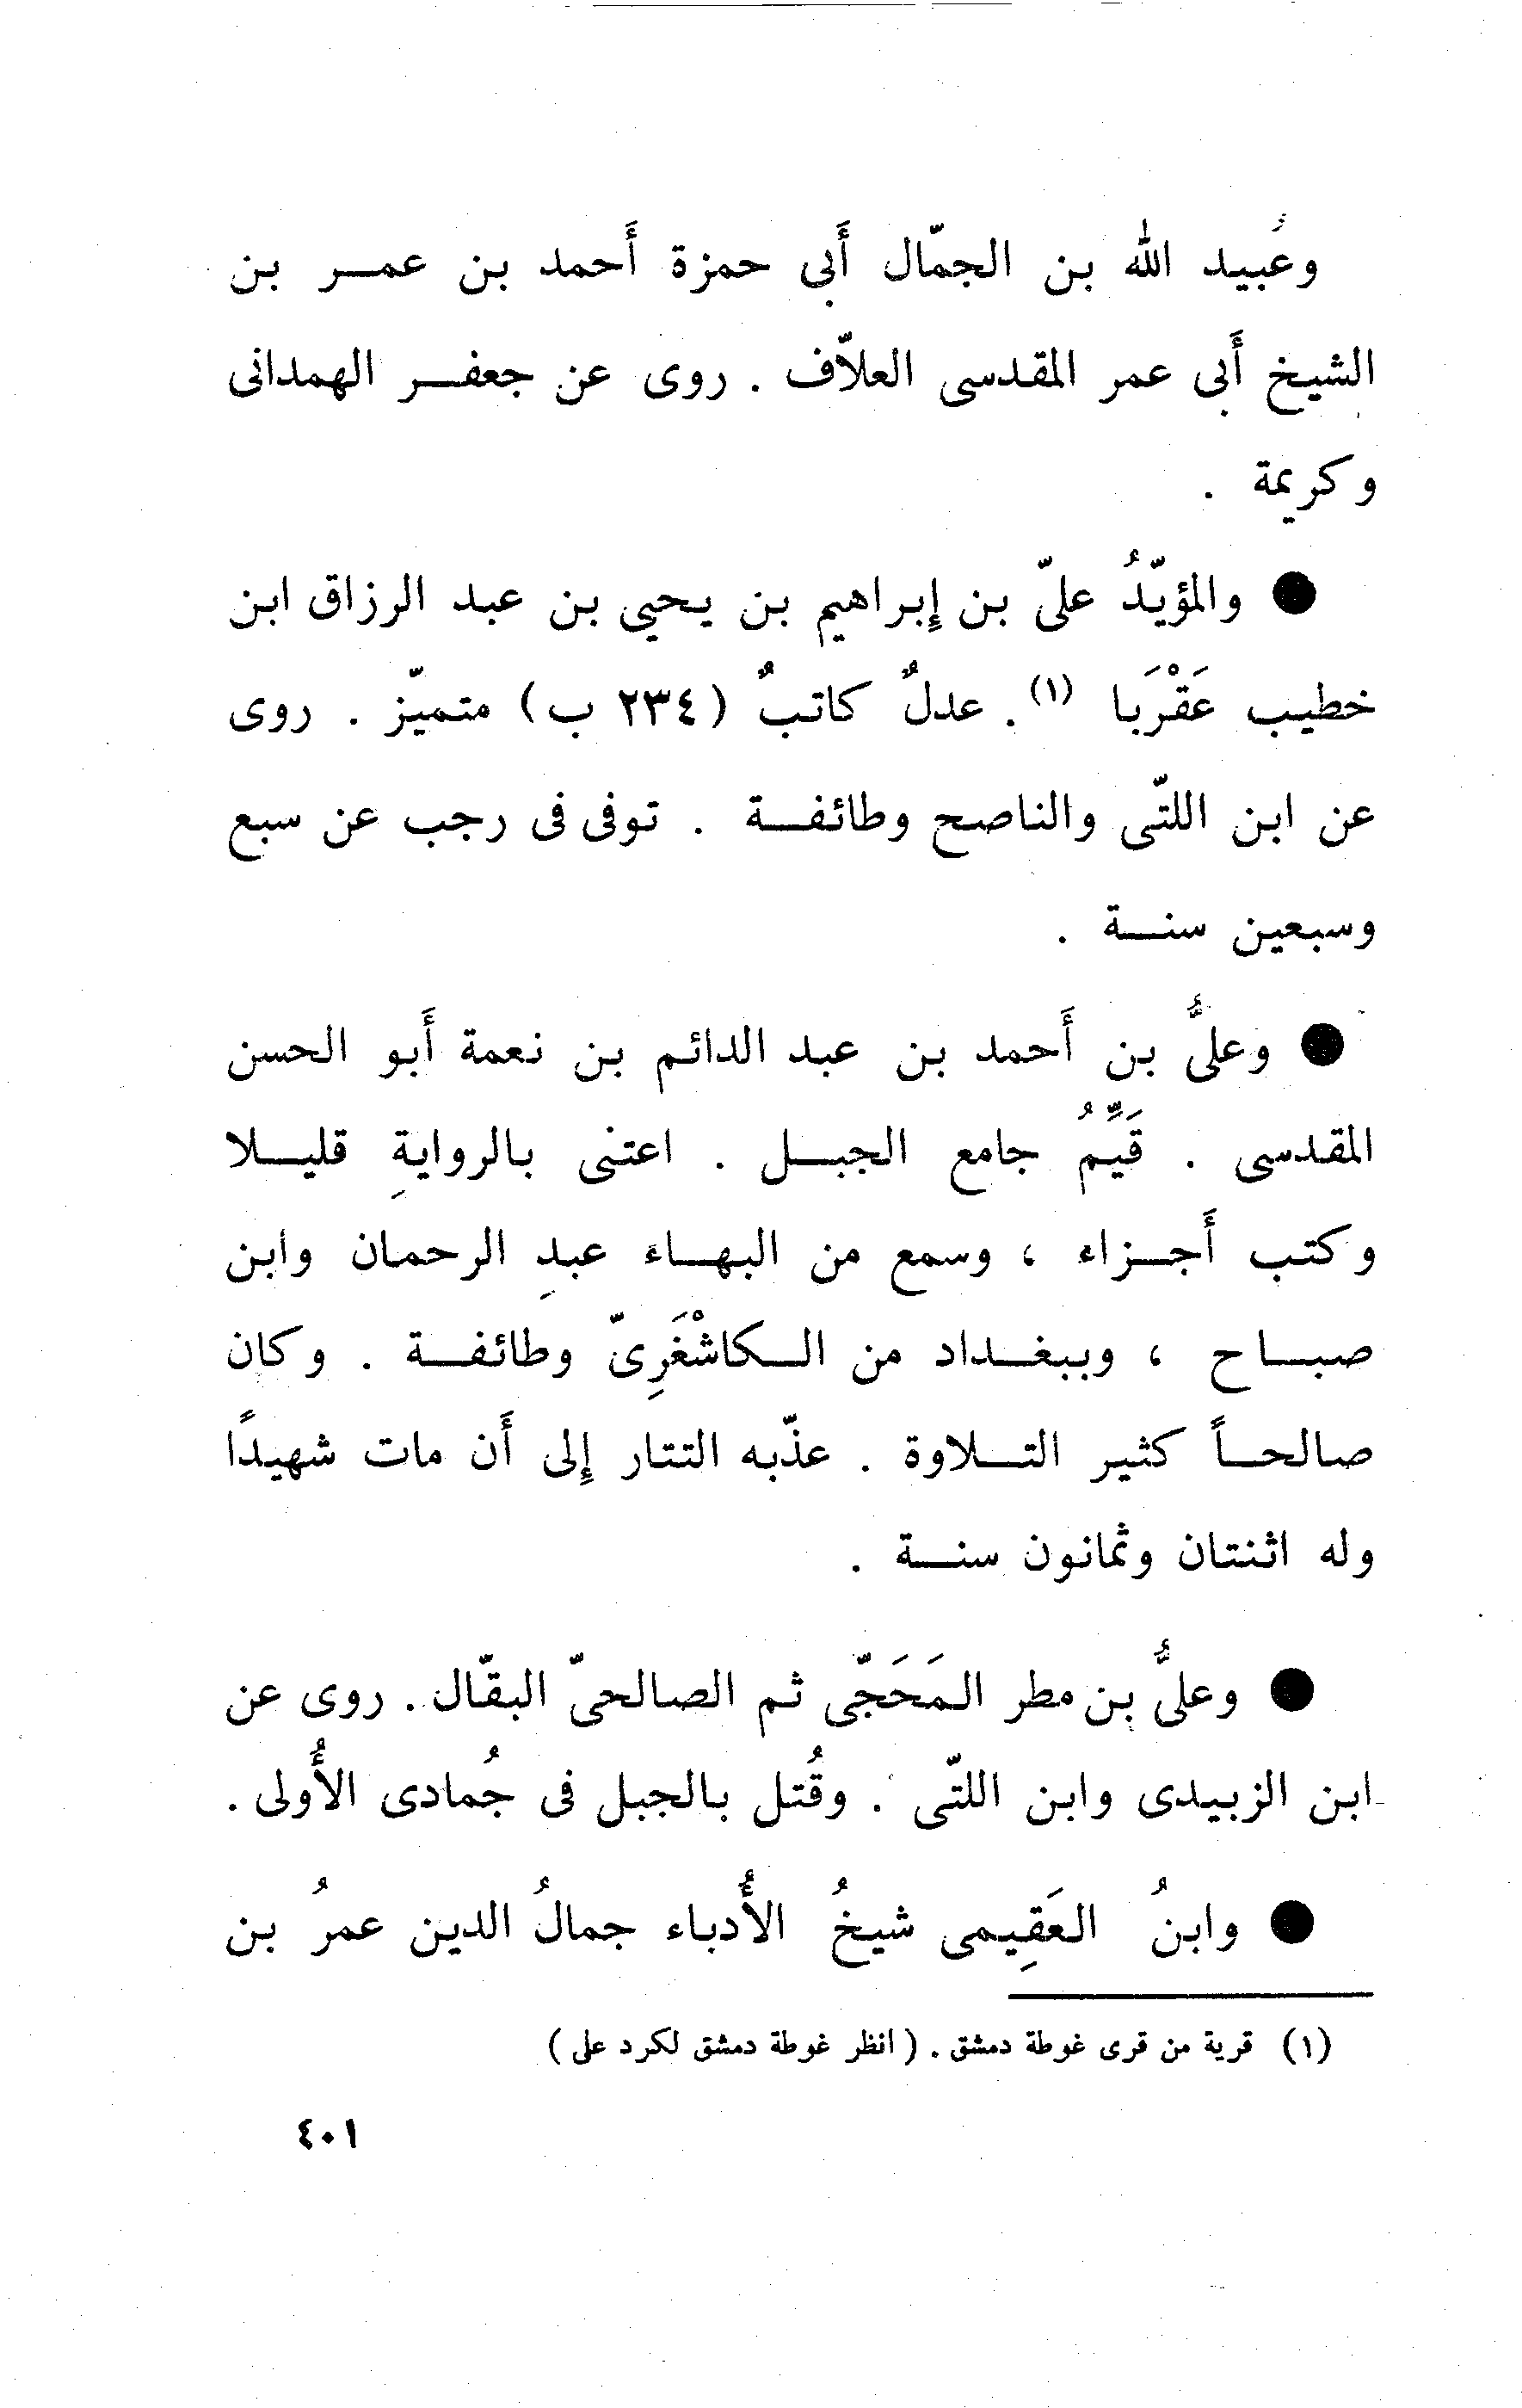 وعُبيد الله بن الجمّال أَبى حمزة أَحمد بن عمر بن
الشيخ أَبى عمر المقدسى العلاّف . روى عن جعفر الهمدانى
وكريمة .
● والمؤيّدُ علىّ بن إبراهيم بن يحيي بن عبد الرزاق ابن
خطيب عَقْرَبا (١) . عدلٌ كاتبٌ (٢٣٤ ب) متميّز . روى
عن ابن اللتّى والناصح وطائفة . توفى فى رجب عن سبع
وسبعين سنة .
● وعلىُّ بن أَحمد بن عبد الدائم بن نعمة أَبو الحسن
المقدسى . قَيِّمُ جامع الجبل . اعتنى بالروايةِ قليلا
وكتب أَجزاء ، وسمع من البهاء عبدِ الرحمان وابن
صباح ، وببغداد من الكاشْغَرِىّ وطائفة . وكان
صالحاً كثير التلاوة . عذّبه التتار إلى أَن مات شهيدًا
وله اثنتان وثمانون سنة .
● وعلىُّ بن مطر المَحَجّى ثم الصالحىّ البقّال . روى عن
ابن الزبيدى وابن اللتّى . وقُتل بالجبل فى جُمادى الأُولى .
● وابنُ العَقِيمى شيخُ الأُدباء جمالُ الدين عمرُ بن
(١) قرية من قرى غوطة دمشق . ( انظر غوطة دمشق لكرد على )
٤٠١